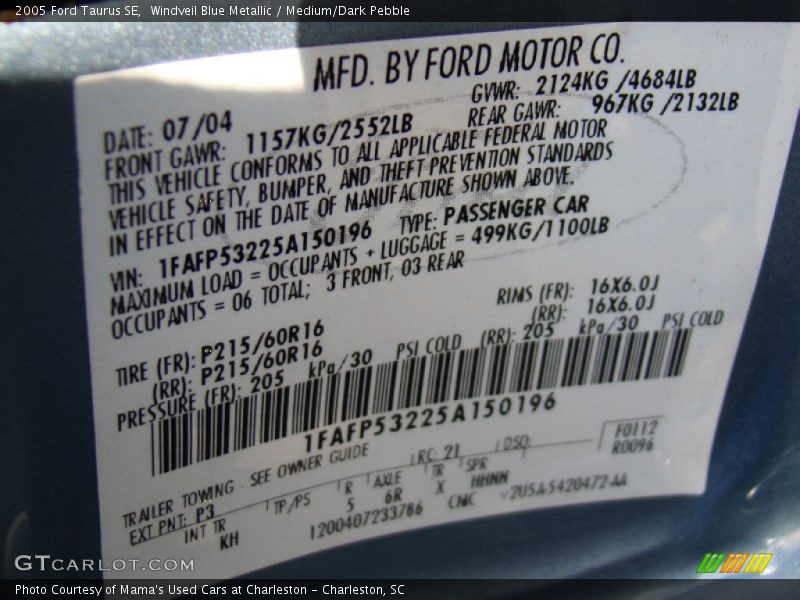 2005 Ford Taurus SE, Windveil Blue Metallic / Medium/Dark Pebble
MFD. BY FORD MOTOR CO.
DATE: 07/04 GVWR: 2124KG/4684LB
FRONT GAWR: 1157KG/2552LB REAR GAWR: 967KG/2132LB
THIS VEHICLE CONFORMS TO ALL APPLICABLE FEDERAL MOTOR
VEHICLE SAFETY, BUMPER, AND THEFT PREVENTION STANDARDS
IN EFFECT ON THE DATE OF MANUFACTURE SHOWN ABOVE.
VIN: 1FAFP53225A150196 TYPE: PASSENGER CAR
MAXIMUM LOAD = OCCUPANTS + LUGGAGE = 499KG/1100LB
OCCUPANTS = 06 TOTAL; 3 FRONT, 03 REAR
TIRE (FR): P215/60R16 RIMS (FR): 16X6.0J
(RR): P215/60R16 (RR): 16X6.0J
PRESSURE (FR): 205 kPa/30 PSI COLD (RR): 205 kPa/30 PSI COLD
1FAFP53225A150196
TRAILER TOWING - SEE OWNER GUIDE RC: 21 DSO: F0112
R0096
EXT PNT: P3 TP/PS R AXLE TR SPR
INT TR 5 6R X HHNN
KH 1200407233786 CMC 2U5A-5420472-AA
GTCARLOT.COM
Photo Courtesy of Mama's Used Cars at Charleston - Charleston, SC